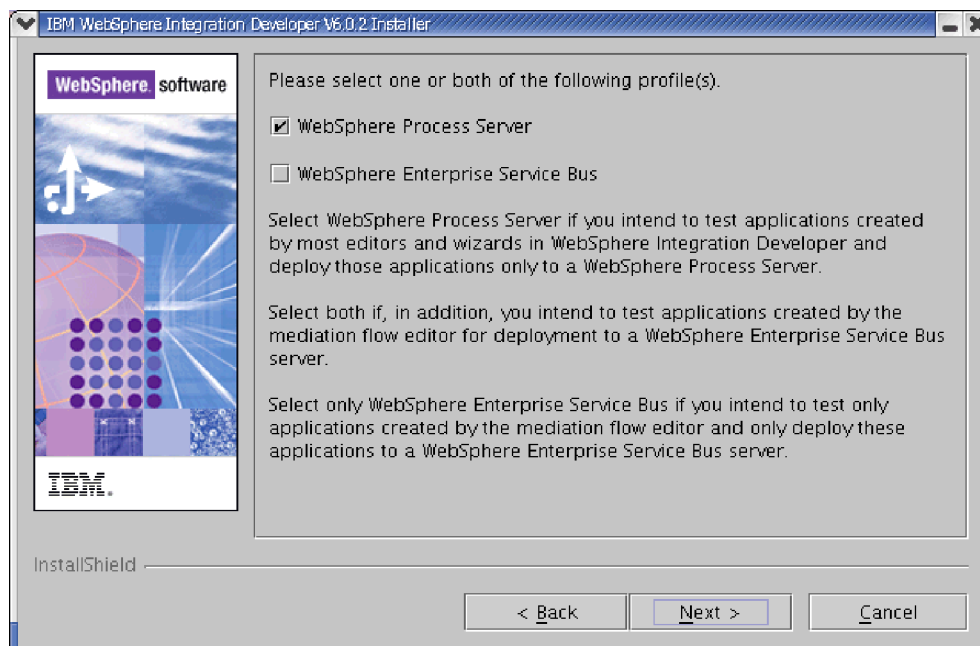 IBM WebSphere Integration Developer V6.0.2 Installer
WebSphere. software
Please select one or both of the following profile(s).
WebSphere Process Server
WebSphere Enterprise Service Bus
Select WebSphere Process Server if you intend to test applications created
by most editors and wizards in WebSphere Integration Developer and
deploy those applications only to a WebSphere Process Server.
Select both if, in addition, you intend to test applications created by the
mediation flow editor for deployment to a WebSphere Enterprise Service Bus
server.
Select only WebSphere Enterprise Service Bus if you intend to test only
applications created by the mediation flow editor and only deploy these
applications to a WebSphere Enterprise Service Bus server.
IBM.
InstallShield
< Back
Next >
Cancel